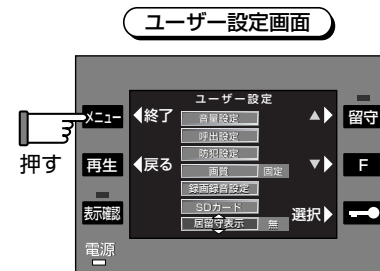 ユーザー設定画面
ユーザー設定
メニュー ◀終了 音量設定 ▲▶ 留守
呼出設定
押す
防犯設定
再生 ◀戻る 画質 固定 ▼▶ F
録画録音設定
表示確認 SDカード 選択▶
居留守表示 無
電源